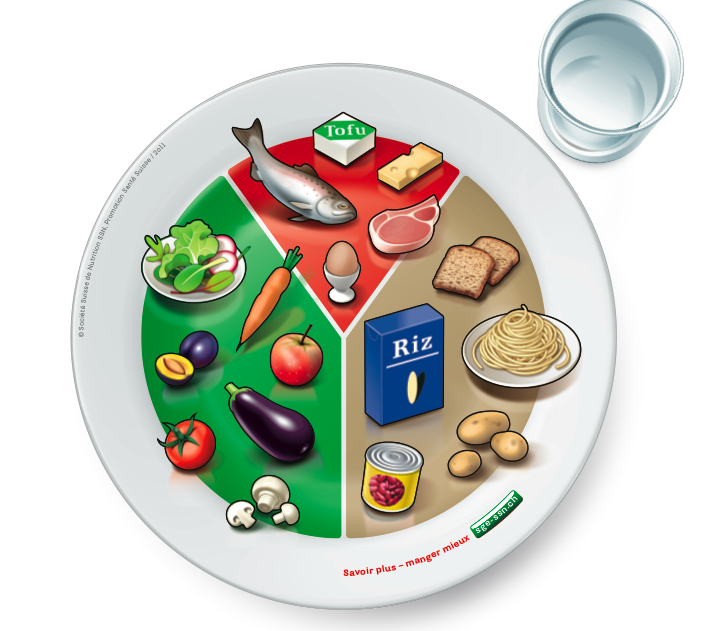 Tofu
© Société Suisse de Nutrition SSN, Promotion Santé Suisse / 2011
Riz
Savoir plus – manger mieux
sge-ssn.ch